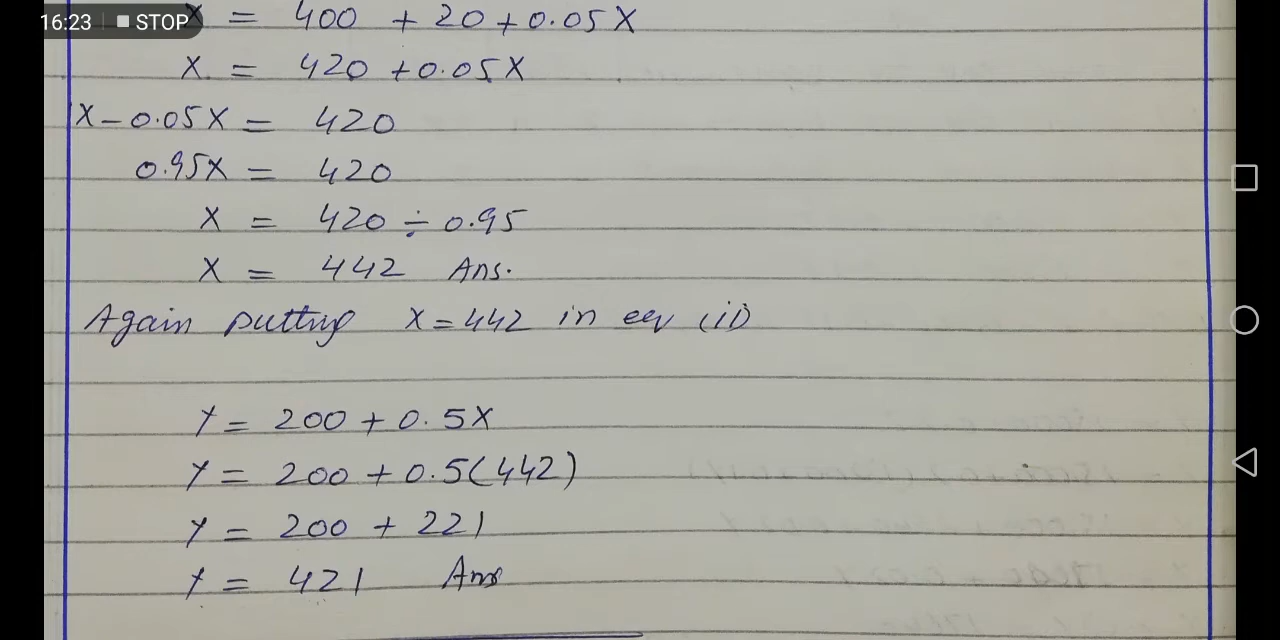 16:23 STOP
X = 400 + 20 + 0.05X
X = 420 + 0.05X
X - 0.05X = 420
0.95X = 420
X = 420 ÷ 0.95
X = 442 Ans.
Again putting X = 442 in eq (ii)
Y = 200 + 0.5X
Y = 200 + 0.5(442)
Y = 200 + 221
Y = 421 Ans